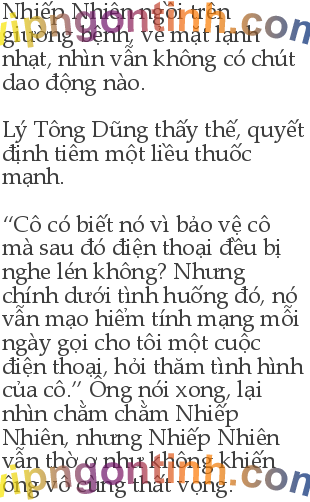 Nhiếp Nhiên ngồi trên
giường bệnh, vẻ mặt lạnh
nhạt, nhìn vẫn không có chút
dao động nào.
Lý Tông Dũng thấy thế, quyết
định tiêm một liều thuốc
mạnh.
“Cô có biết nó vì bảo vệ cô
mà sau đó điện thoại đều bị
nghe lén không? Nhưng
chính dưới tình huống đó, nó
vẫn mạo hiểm tính mạng mỗi
ngày gọi cho tôi một cuộc
điện thoại, hỏi thăm tình hình
của cô.” Ông nói xong, lại
nhìn chằm chằm Nhiếp
Nhiên, nhưng Nhiếp Nhiên
vẫn thờ ơ như không khiến
ông vô cùng thất vọng.
vipngontinh.com
vipngontinh.com